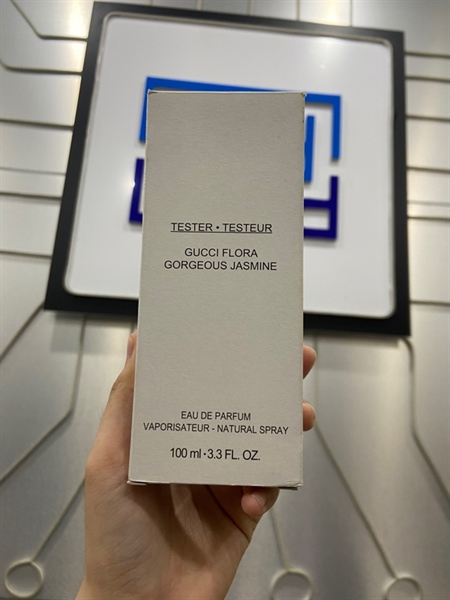 TESTER • TESTEUR
GUCCI FLORA
GORGEOUS JASMINE
EAU DE PARFUM
VAPORISATEUR - NATURAL SPRAY
100 ml • 3.3 FL. OZ.